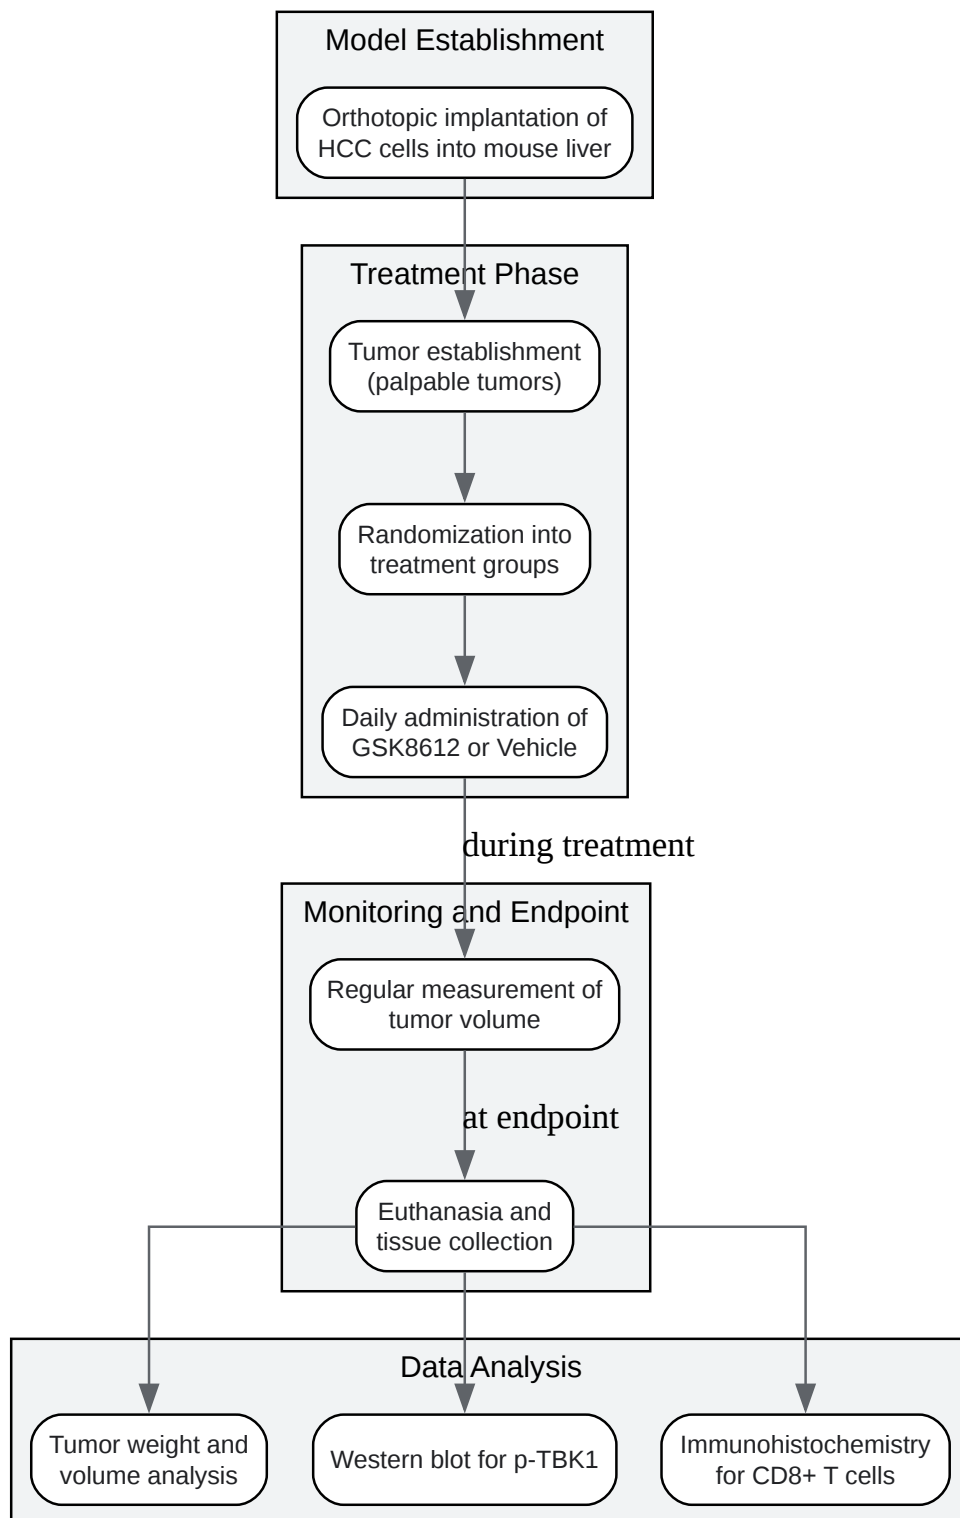 Model Establishment
Orthotopic implantation of
HCC cells into mouse liver
Treatment Phase
Tumor establishment
(palpable tumors)
Randomization into
treatment groups
Daily administration of
GSK8612 or Vehicle
during treatment
Monitoring and Endpoint
Regular measurement of
tumor volume
at endpoint
Euthanasia and
tissue collection
Data Analysis
Tumor weight and
volume analysis
Western blot for p-TBK1
Immunohistochemistry
for CD8+ T cells